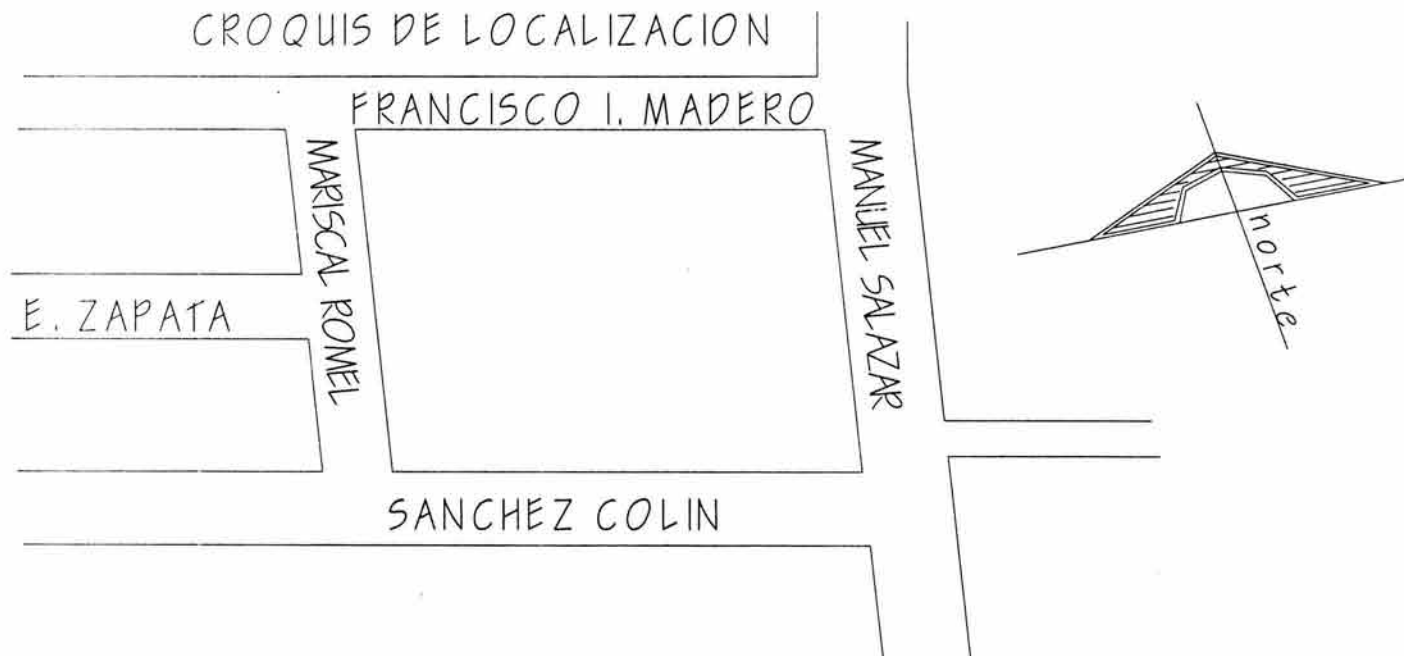 CROQUIS DE LOCALIZACION
FRANCISCO I. MADERO
MARISCAL ROMEL
MANUEL SALAZAR
norte
E. ZAPATA
SANCHEZ COLIN